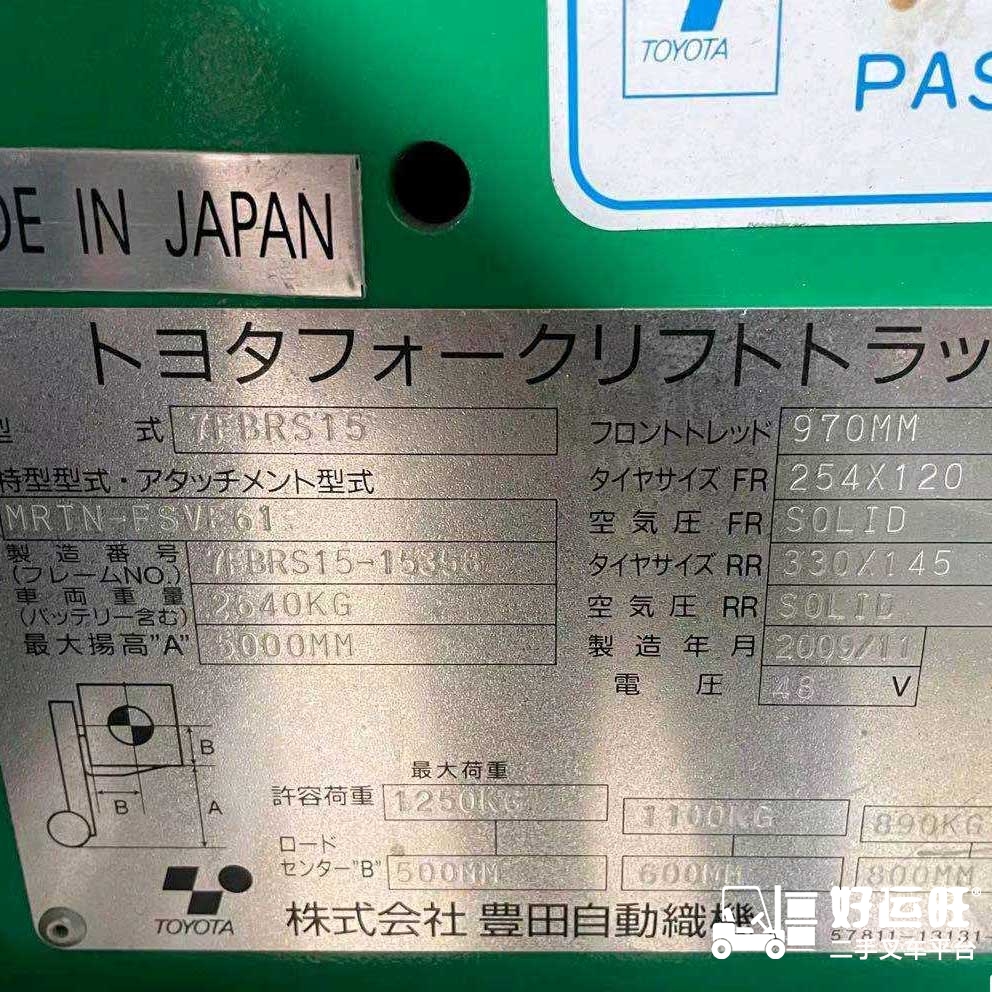 TOYOTA
PAS
DE IN JAPAN
トヨタフォークリフトトラッ
型 式 7FBRS15
特型型式・アタッチメント型式
MRTN-FSVE61
製造番号 (フレームNO.) 7FBRS15-15358
車両重量 (バッテリー含む) 2640KG
最大揚高"A" 5000MM
フロントトレッド 970MM
タイヤサイズ FR 254X120
空気圧 FR SOLID
タイヤサイズ RR 330X145
空気圧 RR SOLID
製造年月 2009/11
電圧 48 V
B
B
A
最大荷重
許容荷重 1250KG 1100KG 890KG
ロード
センター"B" 500MM 600MM 800MM
TOYOTA 株式会社 豊田自動織機
57811-13131-
好运旺
二手叉车平台